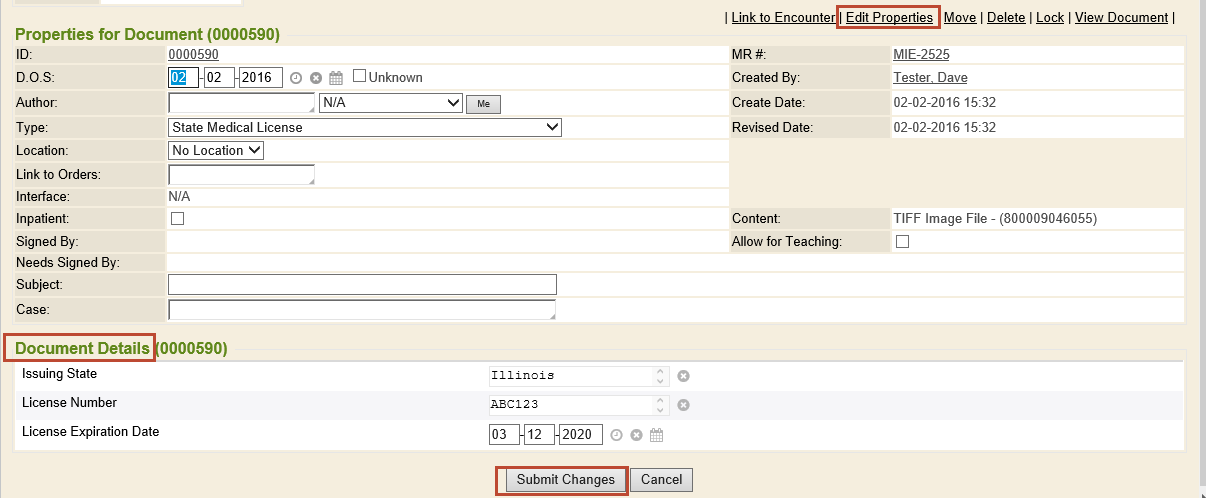 | Link to Encounter | Edit Properties | Move | Delete | Lock | View Document |
Properties for Document (0000590)
ID: 0000590 MR #: MIE-2525
D.O.S: 02-02-2016 Unknown Created By: Tester, Dave
Author: N/A Me Create Date: 02-02-2016 15:32
Type: State Medical License Revised Date: 02-02-2016 15:32
Location: No Location
Link to Orders:
Interface: N/A
Inpatient: Content: TIFF Image File - (800009046055)
Signed By: Allow for Teaching:
Needs Signed By:
Subject:
Case:
Document Details (0000590)
Issuing State Illinois
License Number ABC123
License Expiration Date 03-12-2020
Submit Changes Cancel